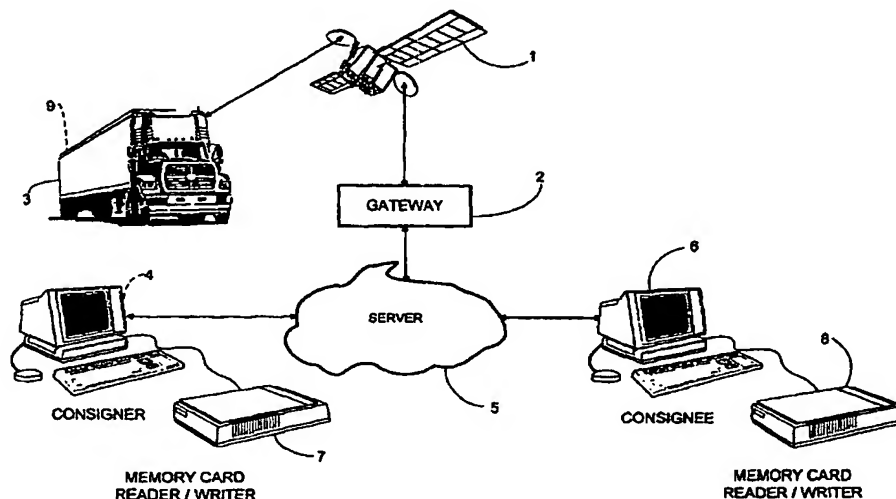 1
9
3
2
GATEWAY
4
6
SERVER
8
CONSIGNER
CONSIGNEE
5
7
MEMORY CARD
READER / WRITER
MEMORY CARD
READER / WRITER